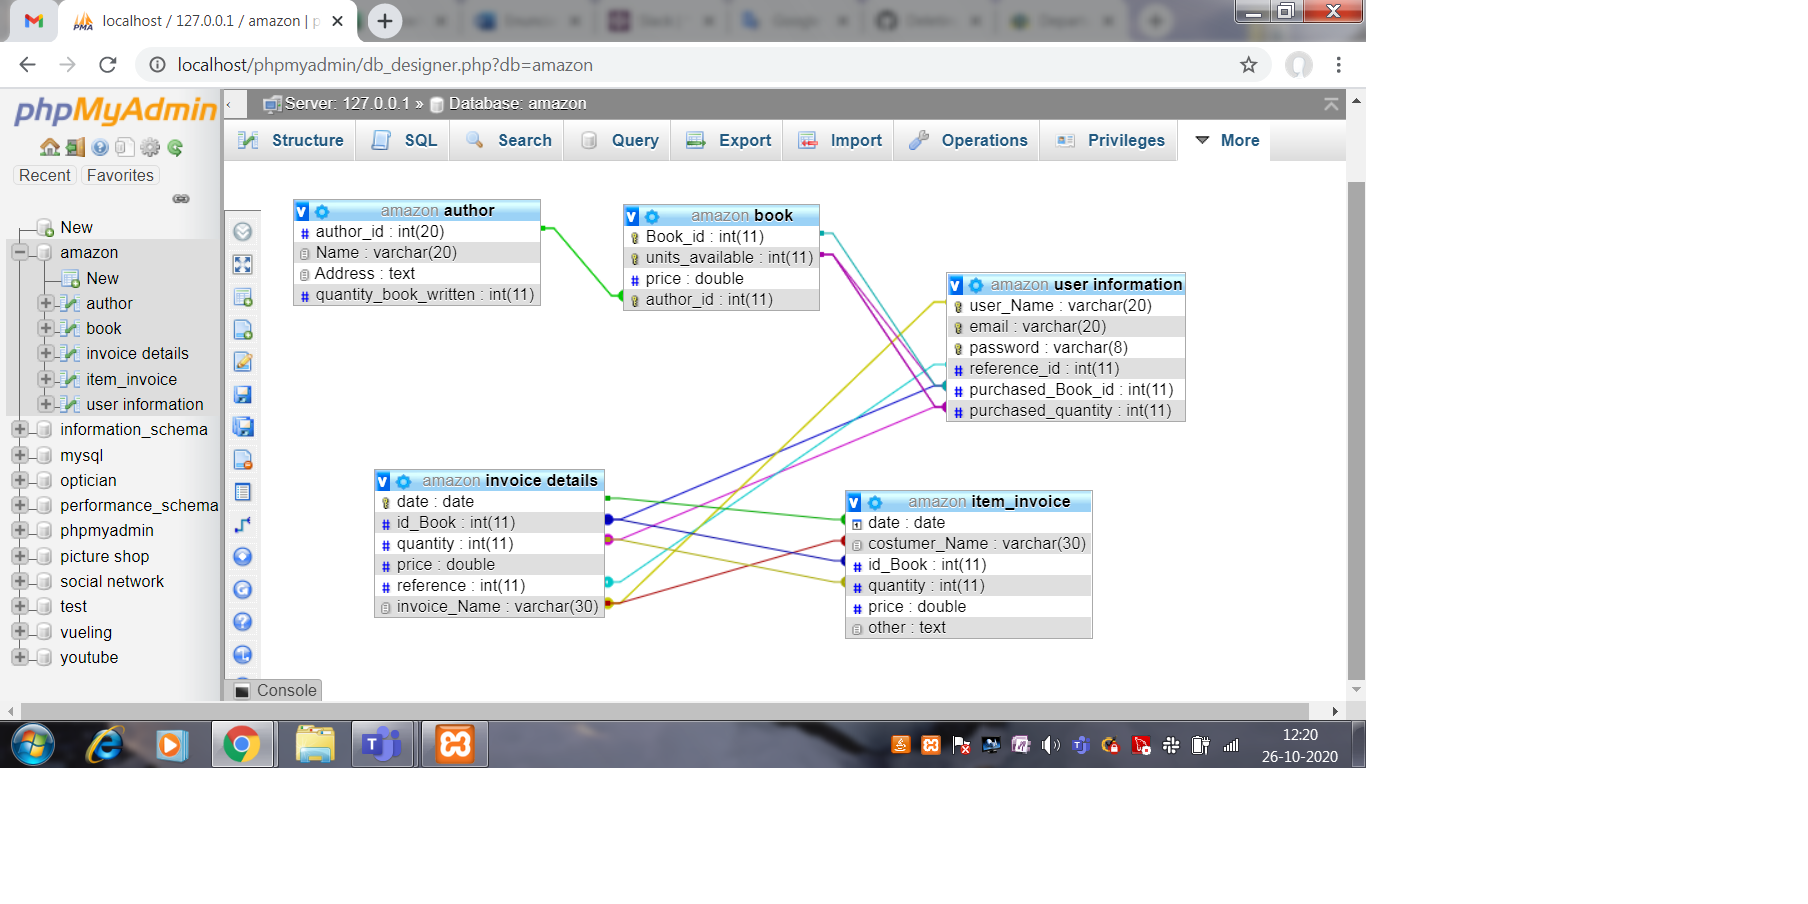 localhost / 127.0.0.1 / amazon | p
localhost/phpmyadmin/db_designer.php?db=amazon
phpMyAdmin
Recent Favorites
New
amazon
New
author
book
invoice details
item_invoice
user information
information_schema
mysql
optician
performance_schema
phpmyadmin
picture shop
social network
test
vueling
youtube
Server: 127.0.0.1 » Database: amazon
Structure SQL Search Query Export Import Operations Privileges More
amazon author
author_id : int(20)
Name : varchar(20)
Address : text
quantity_book_written : int(11)
amazon book
Book_id : int(11)
units_available : int(11)
price : double
author_id : int(11)
amazon user information
user_Name : varchar(20)
email : varchar(20)
password : varchar(8)
reference_id : int(11)
purchased_Book_id : int(11)
purchased_quantity : int(11)
amazon invoice details
date : date
id_Book : int(11)
quantity : int(11)
price : double
reference : int(11)
invoice_Name : varchar(30)
amazon item_invoice
date : date
costumer_Name : varchar(30)
id_Book : int(11)
quantity : int(11)
price : double
other : text
Console
12:20
26-10-2020